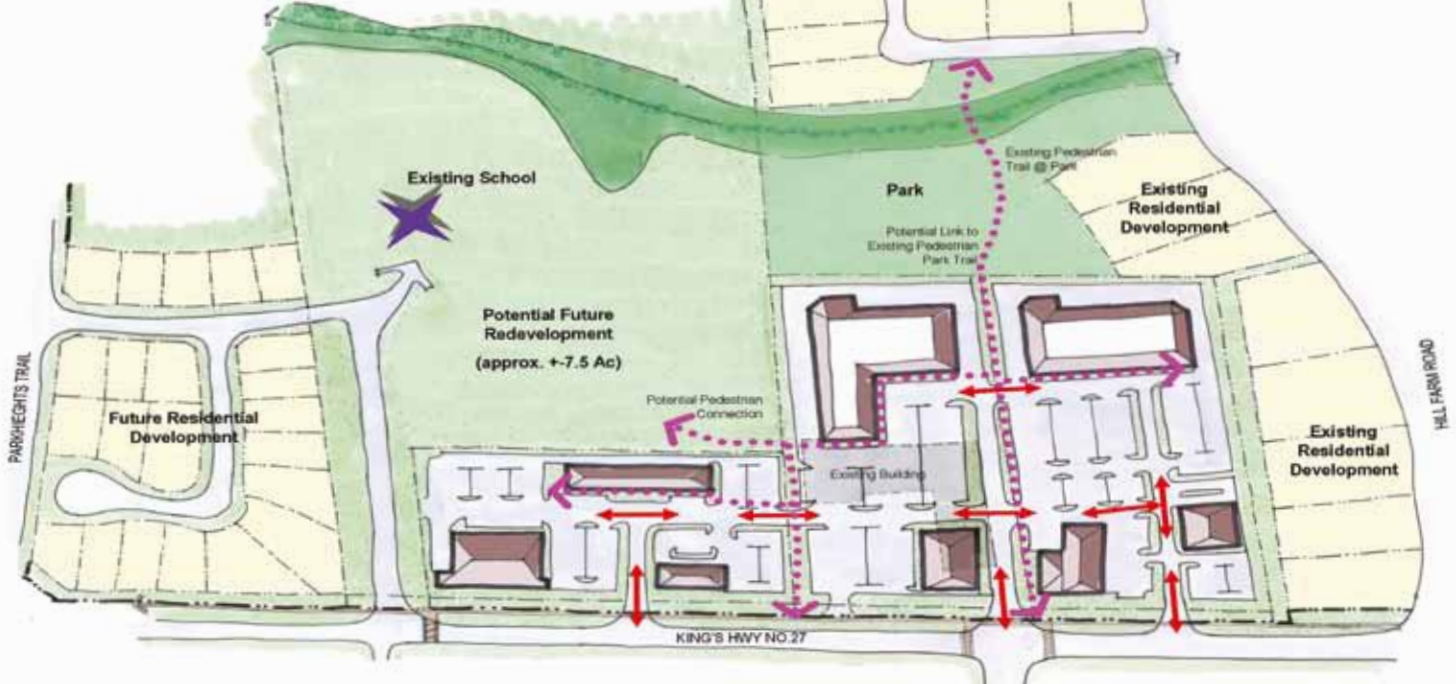 Existing School
Existing Pedestrian
Trail @ Park
Park
Existing
Residential
Development
Potential Link to
Existing Pedestrian
Park Trail
Potential Future
Redevelopment
(approx. +-7.5 Ac)
PARKHEIGHTS TRAIL
HILL FARM ROAD
Potential Pedestrian
Connection
Future Residential
Development
Existing
Residential
Development
Existing Building
KING'S HWY NO.27